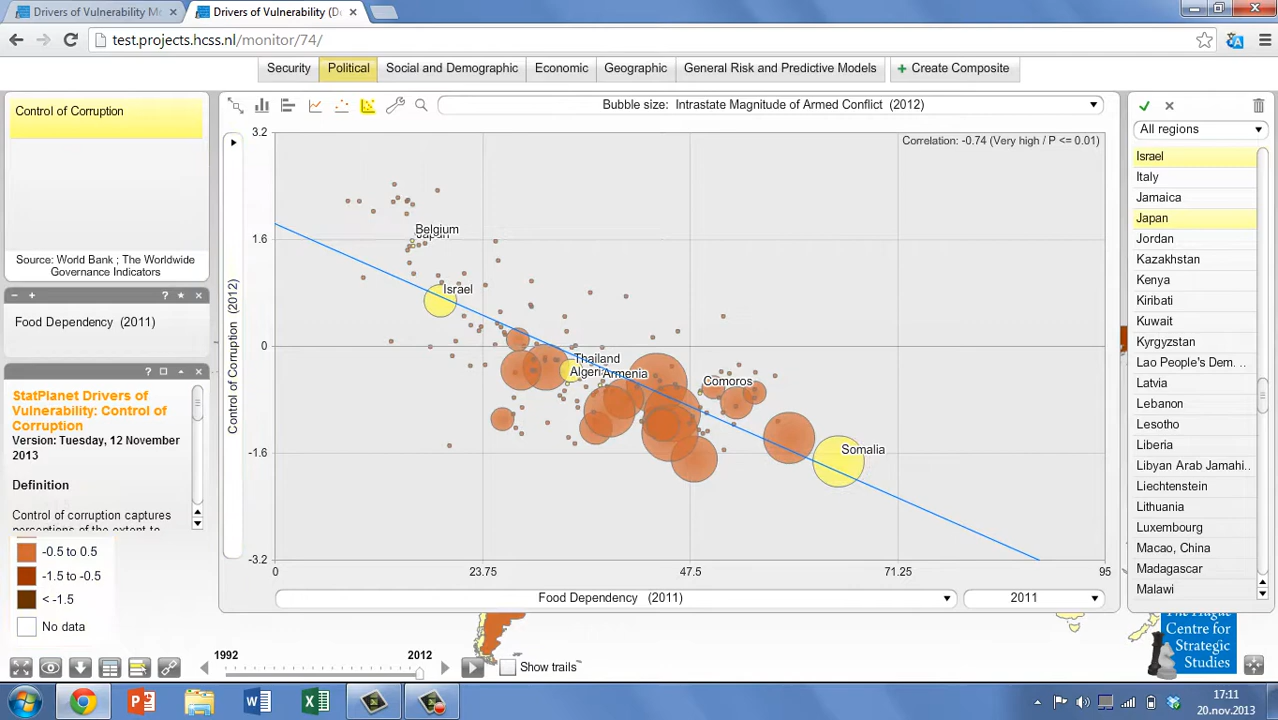 Drivers of Vulnerability Mo
Drivers of Vulnerability (Do
test.projects.hcss.nl/monitor/74/
Security
Political
Social and Demographic
Economic
Geographic
General Risk and Predictive Models
+ Create Composite
Control of Corruption
Source: World Bank ; The Worldwide
Governance Indicators
Food Dependency (2011)
StatPlanet Drivers of
Vulnerability: Control of
Corruption
Version: Tuesday, 12 November
2013
Definition
Control of corruption captures
perceptions of the extent to
-0.5 to 0.5
-1.5 to -0.5
< -1.5
No data
Bubble size: Intrastate Magnitude of Armed Conflict (2012)
Correlation: -0.74 (Very high / P <= 0.01)
Control of Corruption (2012)
3.2
1.6
0
-1.6
-3.2
Belgium
Israel
Thailand
Armenia
Comoros
Somalia
0
23.75
47.5
71.25
95
Food Dependency (2011)
2011
1992
2012
Show trails
All regions
Israel
Italy
Jamaica
Japan
Jordan
Kazakhstan
Kenya
Kiribati
Kuwait
Kyrgyzstan
Lao People's Dem. ..
Latvia
Lebanon
Lesotho
Liberia
Libyan Arab Jamahi..
Liechtenstein
Lithuania
Luxembourg
Macao, China
Madagascar
Malawi
The Hague
Centre for
Strategic
Studies
17:11
20.nov.2013